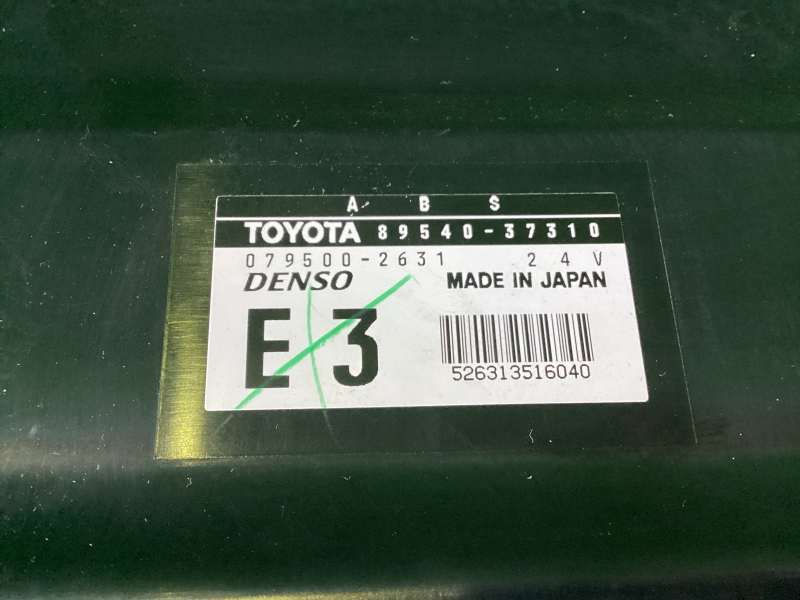 A B S
TOYOTA 89540-37310
079500-2631 24V
DENSO MADE IN JAPAN
E3
526313516040